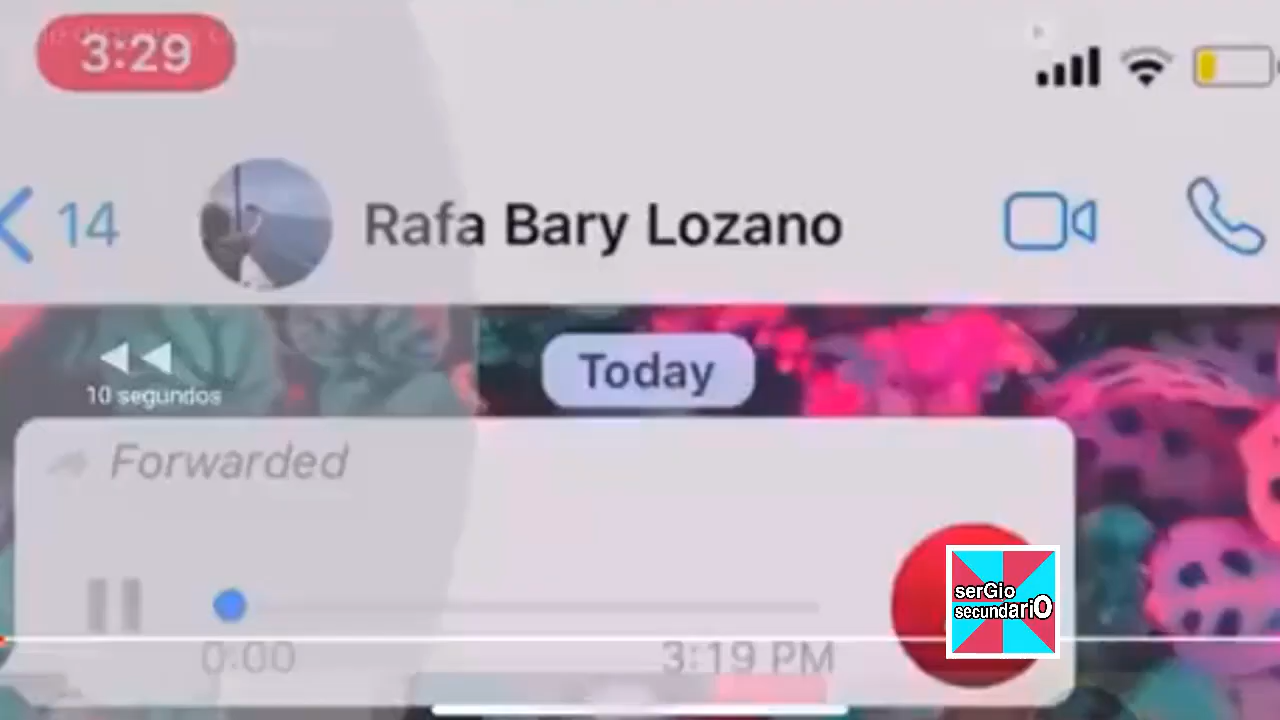 3:29
14
Rafa Bary Lozano
Today
10 segundos
Forwarded
serGio
secundariO
0:00
3:19 PM